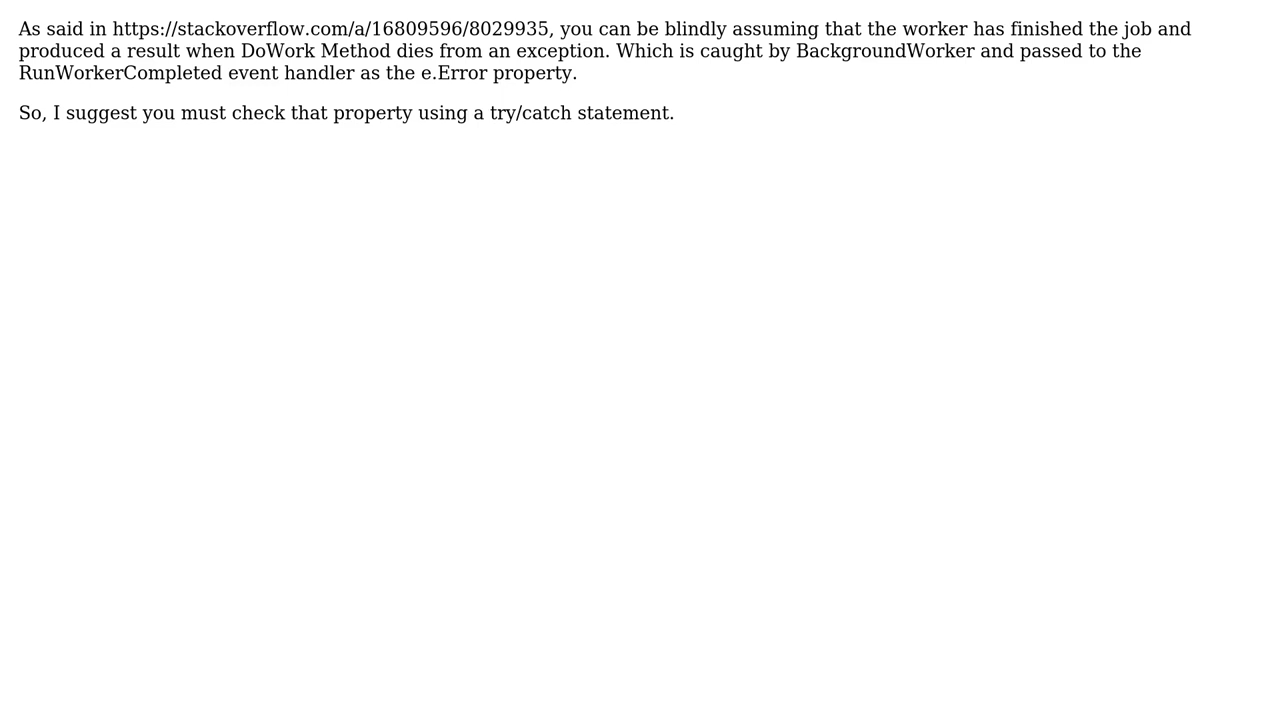 As said in https://stackoverflow.com/a/16809596/8029935, you can be blindly assuming that the worker has finished the job and
produced a result when DoWork Method dies from an exception. Which is caught by BackgroundWorker and passed to the
RunWorkerCompleted event handler as the e.Error property.
So, I suggest you must check that property using a try/catch statement.